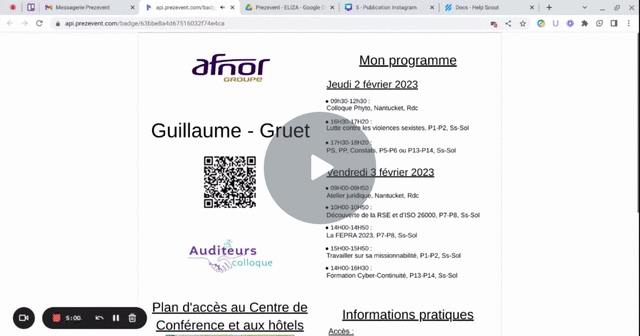 Messagerie Prezevent
api.prezevent.com/badg
Prezevent - ELIZA - Google D
5 - Publication Instagram
Docs - Help Scout
api.prezevent.com/badge/63bbe8a4d67516032f74e4ca
afnor
GROUPE
Guillaume - Gruet
Auditeurs
colloque
Plan d'accès au Centre de
Conférence et aux hôtels
Mon programme
Jeudi 2 février 2023
● 09h30-12h30 :
Colloque Phyto, Nantucket, Rdc
● 16H30-17H20 :
Lutte contre les violences sexistes, P1-P2, Ss-Sol
● 17H30-18H20 :
PS, PP, Constats, P5-P6 ou P13-P14, Ss-Sol
Vendredi 3 février 2023
● 09H00-09H50 :
Atelier juridique, Nantucket, Rdc
● 10H00-10H50 :
Découverte de la RSE et d'ISO 26000, P7-P8, Ss-Sol
● 14H00-14H50 :
La FEPRA 2023, P7-P8, Ss-Sol
● 15H00-15H50 :
Travailler sur sa missionnabilité, P1-P2, Ss-Sol
● 14H00-16H30 :
Formation Cyber-Continuité, P13-P14, Ss-Sol
Informations pratiques
Accès :
5:00